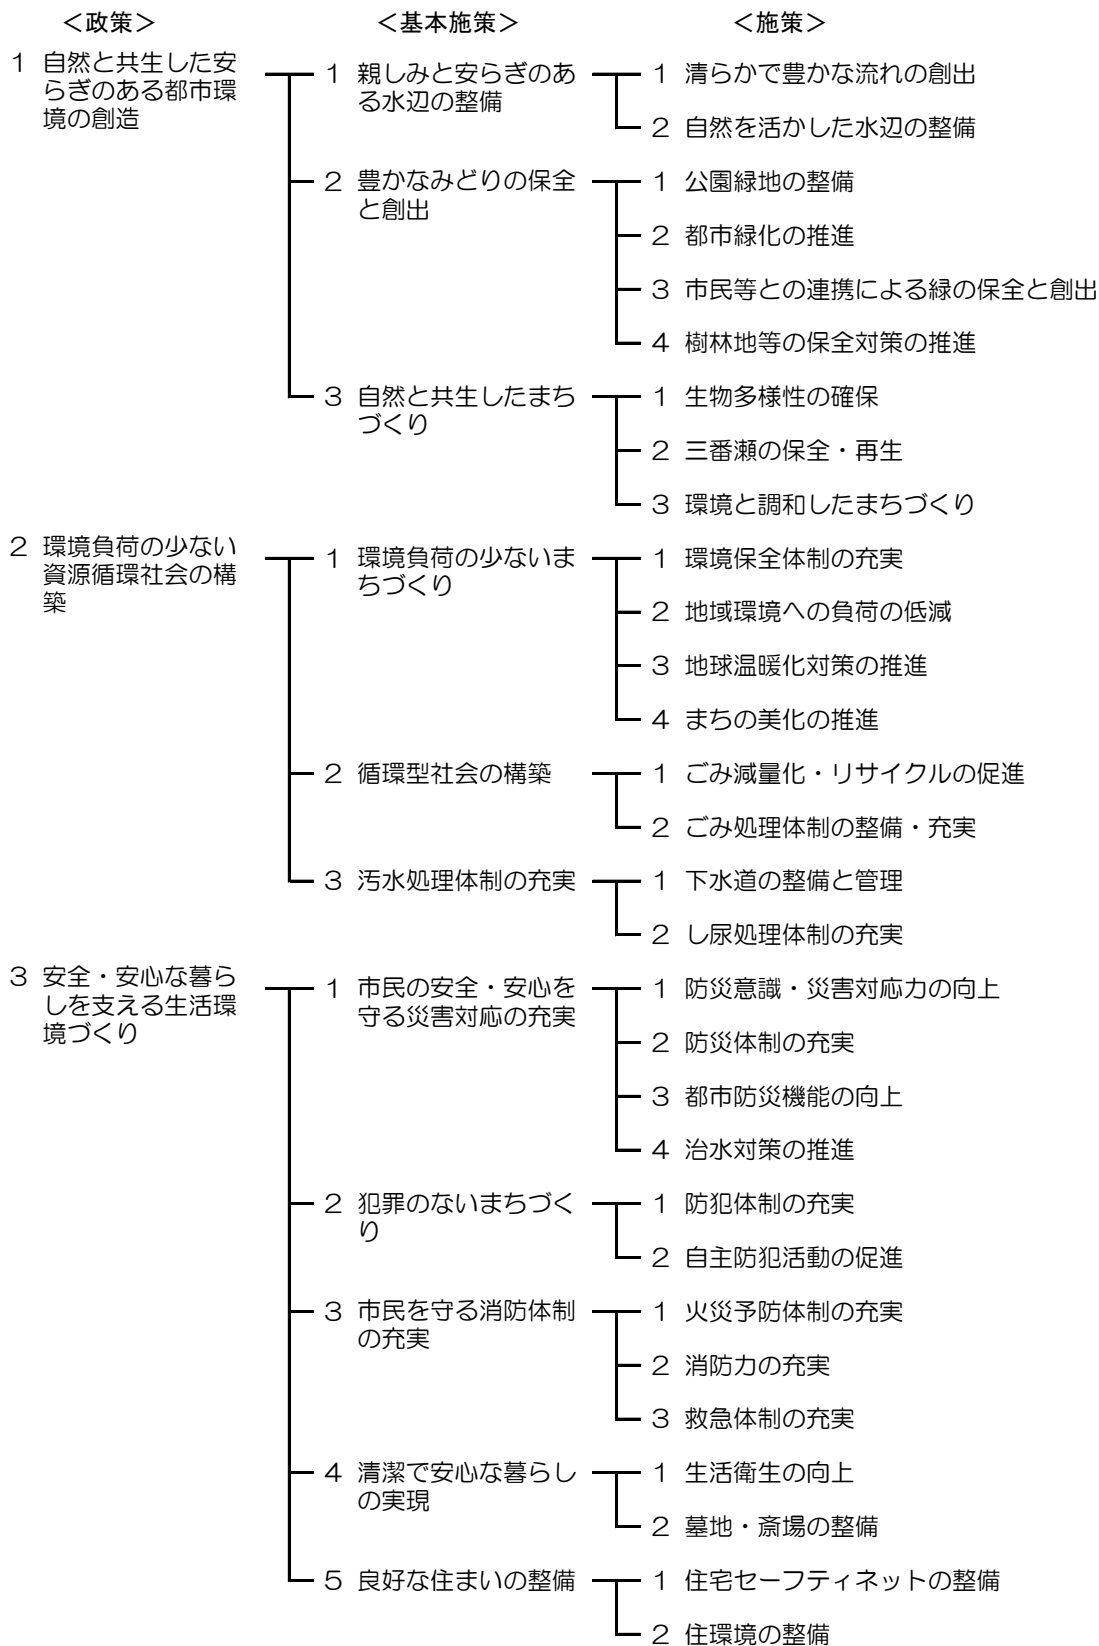 ＜政策＞ ＜基本施策＞ ＜施策＞
1 自然と共生した安
らぎのある都市環
境の創造
1 親しみと安らぎのあ
る水辺の整備
1 清らかで豊かな流れの創出
2 自然を活かした水辺の整備
2 豊かなみどりの保全
と創出
1 公園緑地の整備
2 都市緑化の推進
3 市民等との連携による緑の保全と創出
4 樹林地等の保全対策の推進
3 自然と共生したまち
づくり
1 生物多様性の確保
2 三番瀬の保全・再生
3 環境と調和したまちづくり
2 環境負荷の少ない
資源循環社会の構
築
1 環境負荷の少ないま
ちづくり
1 環境保全体制の充実
2 地域環境への負荷の低減
3 地球温暖化対策の推進
4 まちの美化の推進
2 循環型社会の構築
1 ごみ減量化・リサイクルの促進
2 ごみ処理体制の整備・充実
3 汚水処理体制の充実
1 下水道の整備と管理
2 し尿処理体制の充実
3 安全・安心な暮ら
しを支える生活環
境づくり
1 市民の安全・安心を
守る災害対応の充実
1 防災意識・災害対応力の向上
2 防災体制の充実
3 都市防災機能の向上
4 治水対策の推進
2 犯罪のないまちづく
り
1 防犯体制の充実
2 自主防犯活動の促進
3 市民を守る消防体制
の充実
1 火災予防体制の充実
2 消防力の充実
3 救急体制の充実
4 清潔で安心な暮らし
の実現
1 生活衛生の向上
2 墓地・斎場の整備
5 良好な住まいの整備
1 住宅セーフティネットの整備
2 住環境の整備